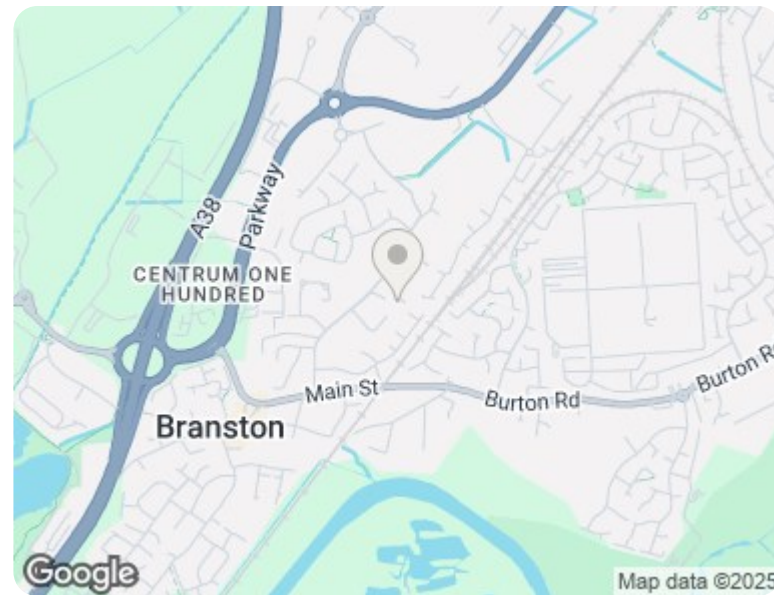 A38
Parkway
CENTRUM ONE
HUNDRED
Main St
Burton Rd
Burton Rd
Branston
Google
Map data ©2025